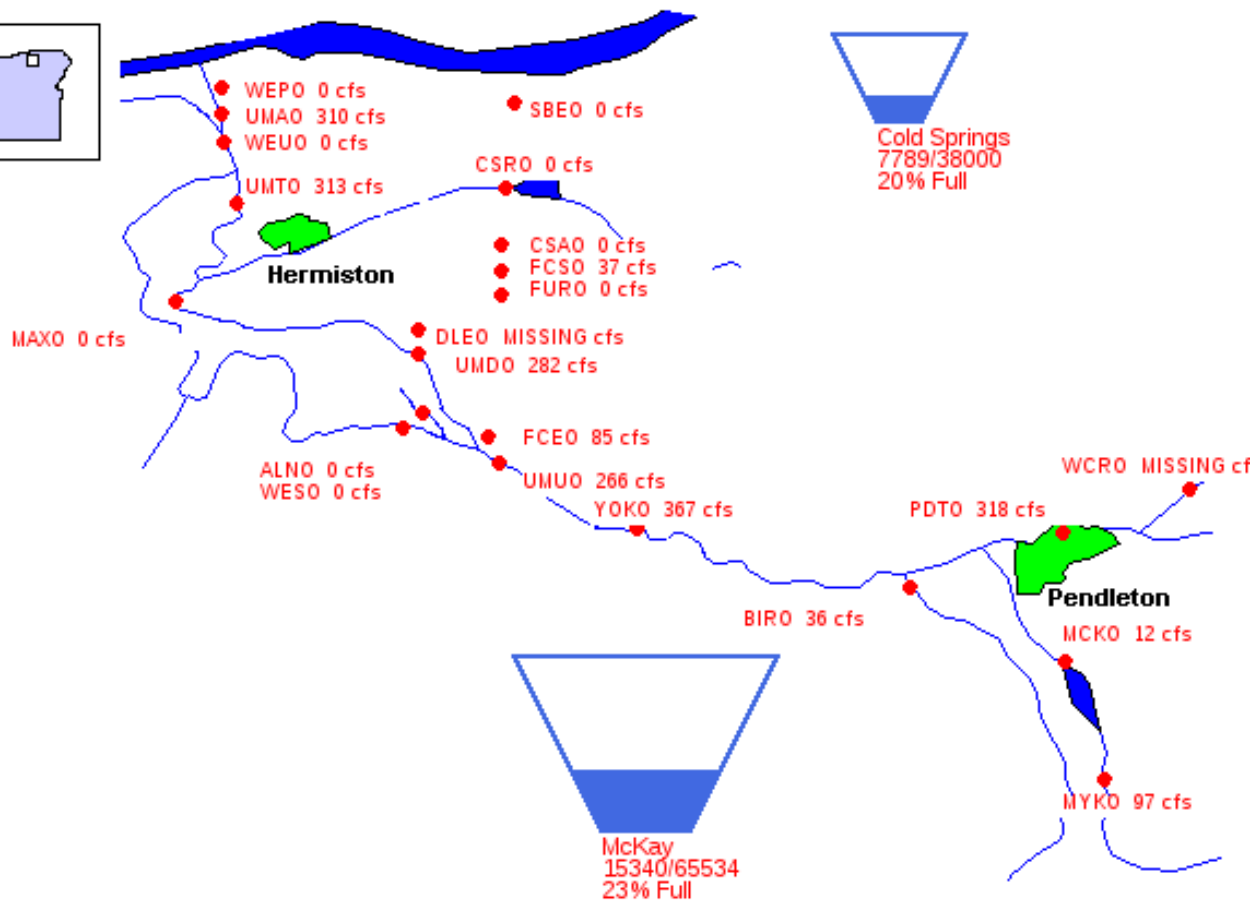 WEPO 0 cfs
UMAO 310 cfs
WEUO 0 cfs
SBEO 0 cfs
Cold Springs
7789/38000
20% Full
CSRO 0 cfs
UMTO 313 cfs
CSAO 0 cfs
FCSO 37 cfs
FURO 0 cfs
Hermiston
MAXO 0 cfs
DLEO MISSING cfs
UMDO 282 cfs
FCEO 85 cfs
ALNO 0 cfs
WESO 0 cfs
UMUO 266 cfs
YOKO 367 cfs
WCRO MISSING cf
PDTO 318 cfs
Pendleton
BIRO 36 cfs
MCKO 12 cfs
MYKO 97 cfs
McKay
15340/65534
23% Full